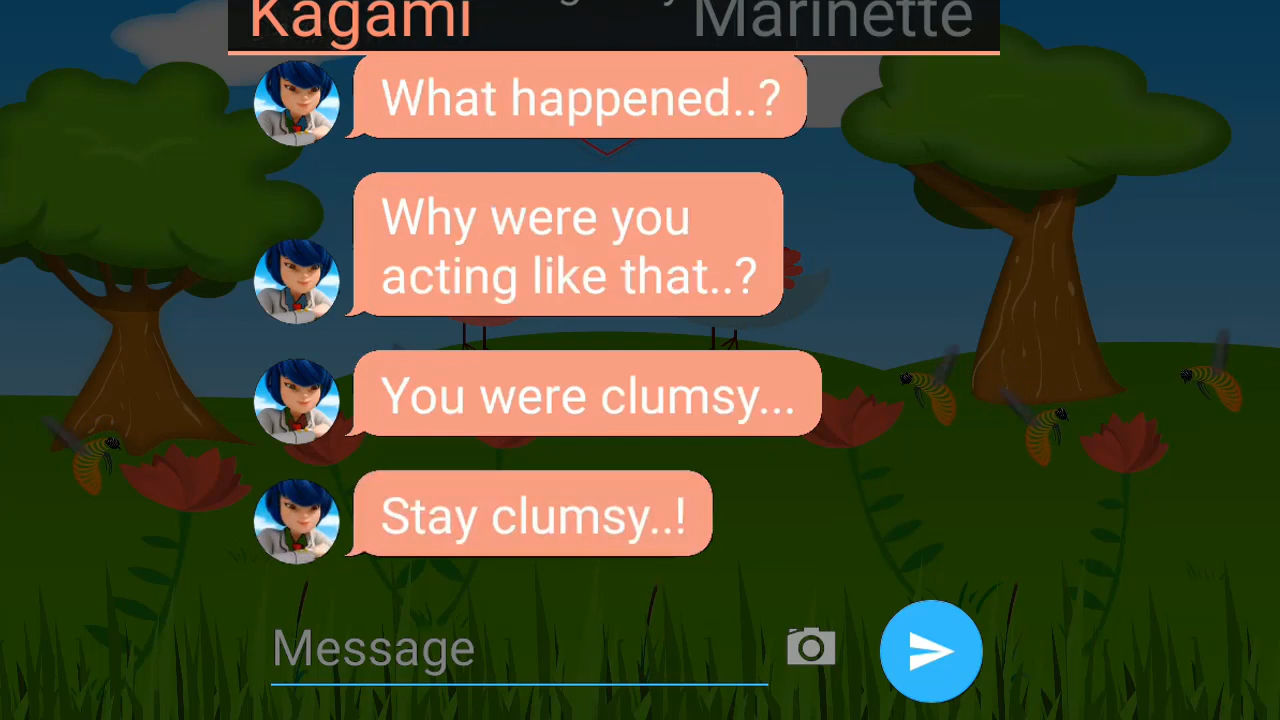 Kagami Marinette
What happened..?
Why were you
acting like that..?
You were clumsy...
Stay clumsy..!
Message